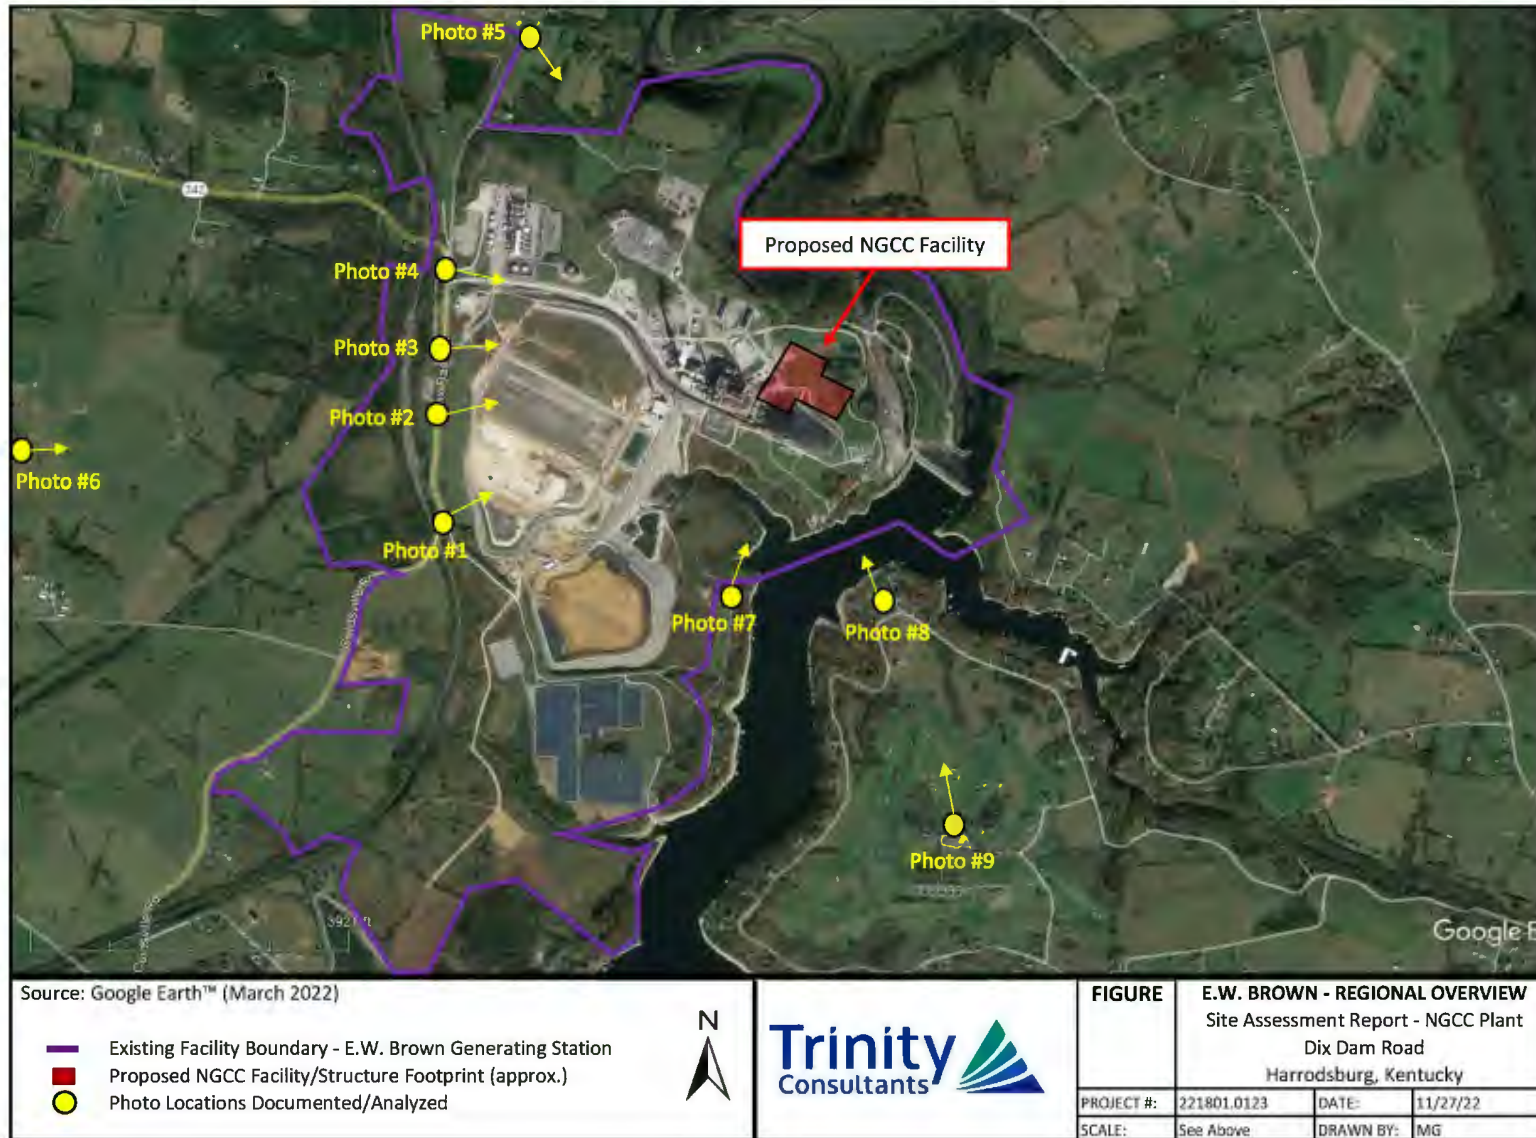 Photo #5
342
Proposed NGCC Facility
Photo #4
Photo #3
Photo #2
Photo #6
Photo #1
Photo #7
Photo #8
Photo #9
3921 ft
Google E
Source: Google Earth™ (March 2022)
Existing Facility Boundary - E.W. Brown Generating Station
Proposed NGCC Facility/Structure Footprint (approx.)
Photo Locations Documented/Analyzed
N
Trinity
Consultants
FIGURE
E.W. BROWN - REGIONAL OVERVIEW
Site Assessment Report - NGCC Plant
Dix Dam Road
Harrodsburg, Kentucky
PROJECT #: 221801.0123 DATE: 11/27/22
SCALE: See Above DRAWN BY: MG